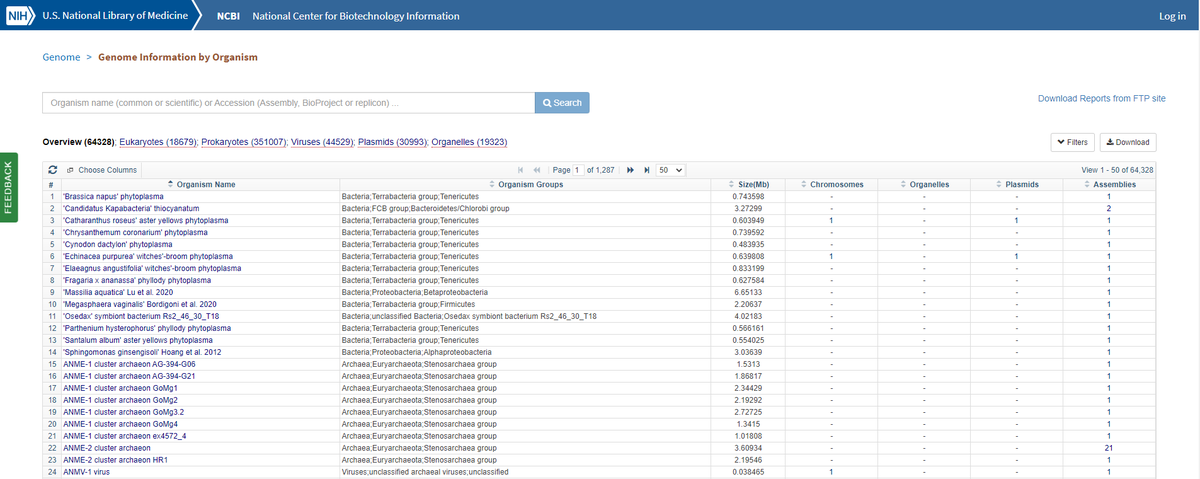 NIH U.S. National Library of Medicine NCBI National Center for Biotechnology Information Log in
Genome > Genome Information by Organism
Organism name (common or scientific) or Accession (Assembly, BioProject or replicon) ... Search
Download Reports from FTP site
Overview (64328); Eukaryotes (18679); Prokaryotes (351007); Viruses (44529); Plasmids (30993); Organelles (19323) Filters Download
FEEDBACK
Choose Columns Page 1 of 1,287 50 View 1 - 50 of 64,328
# Organism Name Organism Groups Size(Mb) Chromosomes Organelles Plasmids Assemblies
1 'Brassica napus' phytoplasma Bacteria;Terrabacteria group;Tenericutes 0.743598 - - - 1
2 'Candidatus Kapabacteria' thiocyanatum Bacteria;FCB group;Bacteroidetes/Chlorobi group 3.27299 - - - 2
3 'Catharanthus roseus' aster yellows phytoplasma Bacteria;Terrabacteria group;Tenericutes 0.603949 1 - 1 1
4 'Chrysanthemum coronarium' phytoplasma Bacteria;Terrabacteria group;Tenericutes 0.739592 - - - 1
5 'Cynodon dactylon' phytoplasma Bacteria;Terrabacteria group;Tenericutes 0.483935 - - - 1
6 'Echinacea purpurea' witches'-broom phytoplasma Bacteria;Terrabacteria group;Tenericutes 0.639808 1 - 1 1
7 'Elaeagnus angustifolia' witches'-broom phytoplasma Bacteria;Terrabacteria group;Tenericutes 0.833199 - - - 1
8 'Fragaria x ananassa' phyllody phytoplasma Bacteria;Terrabacteria group;Tenericutes 0.627584 - - - 1
9 'Massilia aquatica' Lu et al. 2020 Bacteria;Proteobacteria;Betaproteobacteria 6.65133 - - - 1
10 'Megasphaera vaginalis' Bordigoni et al. 2020 Bacteria;Terrabacteria group;Firmicutes 2.20637 - - - 1
11 'Osedax' symbiont bacterium Rs2_46_30_T18 Bacteria;unclassified Bacteria;Osedax symbiont bacterium Rs2_46_30_T18 4.02183 - - - 1
12 'Parthenium hysterophorus' phyllody phytoplasma Bacteria;Terrabacteria group;Tenericutes 0.566161 - - - 1
13 'Santalum album' aster yellows phytoplasma Bacteria;Terrabacteria group;Tenericutes 0.554025 - - - 1
14 'Sphingomonas ginsengisoli' Hoang et al. 2012 Bacteria;Proteobacteria;Alphaproteobacteria 3.03639 - - - 1
15 ANME-1 cluster archaeon AG-394-G06 Archaea;Euryarchaeota;Stenosarchaea group 1.5313 - - - 1
16 ANME-1 cluster archaeon AG-394-G21 Archaea;Euryarchaeota;Stenosarchaea group 1.86817 - - - 1
17 ANME-1 cluster archaeon GoMg1 Archaea;Euryarchaeota;Stenosarchaea group 2.34429 - - - 1
18 ANME-1 cluster archaeon GoMg2 Archaea;Euryarchaeota;Stenosarchaea group 2.19292 - - - 1
19 ANME-1 cluster archaeon GoMg3.2 Archaea;Euryarchaeota;Stenosarchaea group 2.72725 - - - 1
20 ANME-1 cluster archaeon GoMg4 Archaea;Euryarchaeota;Stenosarchaea group 1.3415 - - - 1
21 ANME-1 cluster archaeon ex4572_4 Archaea;Euryarchaeota;Stenosarchaea group 1.01808 - - - 1
22 ANME-2 cluster archaeon Archaea;Euryarchaeota;Stenosarchaea group 3.60934 - - - 21
23 ANME-2 cluster archaeon HR1 Archaea;Euryarchaeota;Stenosarchaea group 2.19546 - - - 1
24 ANMV-1 virus Viruses;unclassified archaeal viruses;unclassified 0.038465 1 - - 1